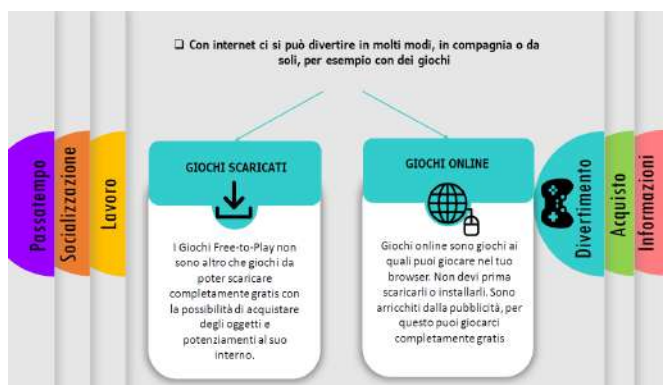 ❑ Con internet ci si può divertire in molti modi, in compagnia o da
soli, per esempio con dei giochi
Passatempo
Socializzazione
Lavoro
GIOCHI SCARICATI
I Giochi Free-to-Play non
sono altro che giochi da
poter scaricare
completamente gratis con
la possibilità di acquistare
degli oggetti e
potenziamenti al suo
interno.
GIOCHI ONLINE
Giochi online sono giochi ai
quali puoi giocare nel tuo
browser. Non devi prima
scaricarli o installarli. Sono
arricchiti dalla pubblicità, per
questo puoi giocarci
completamente gratis
Divertimento
Acquisto
Informazioni